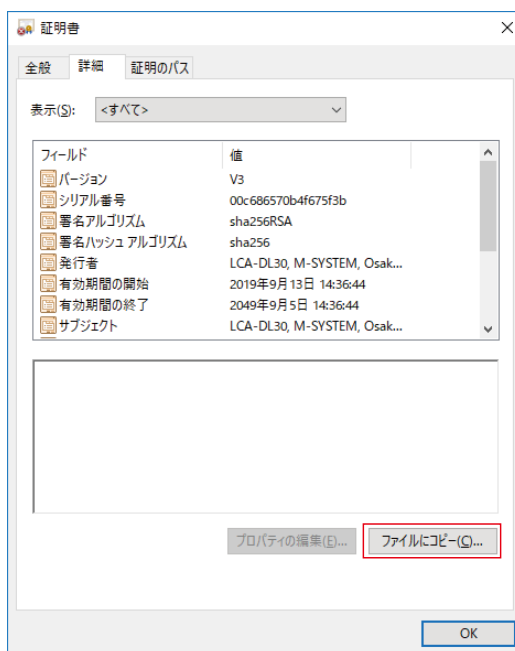 証明書
全般 詳細 証明のパス
表示(S): <すべて>
フィールド 値
バージョン V3
シリアル番号 00c686570b4f675f3b
署名アルゴリズム sha256RSA
署名ハッシュ アルゴリズム sha256
発行者 LCA-DL30, M-SYSTEM, Osak...
有効期間の開始 2019年9月13日 14:36:44
有効期間の終了 2049年9月5日 14:36:44
サブジェクト LCA-DL30, M-SYSTEM, Osak...
プロパティの編集(E)... ファイルにコピー(C)...
OK